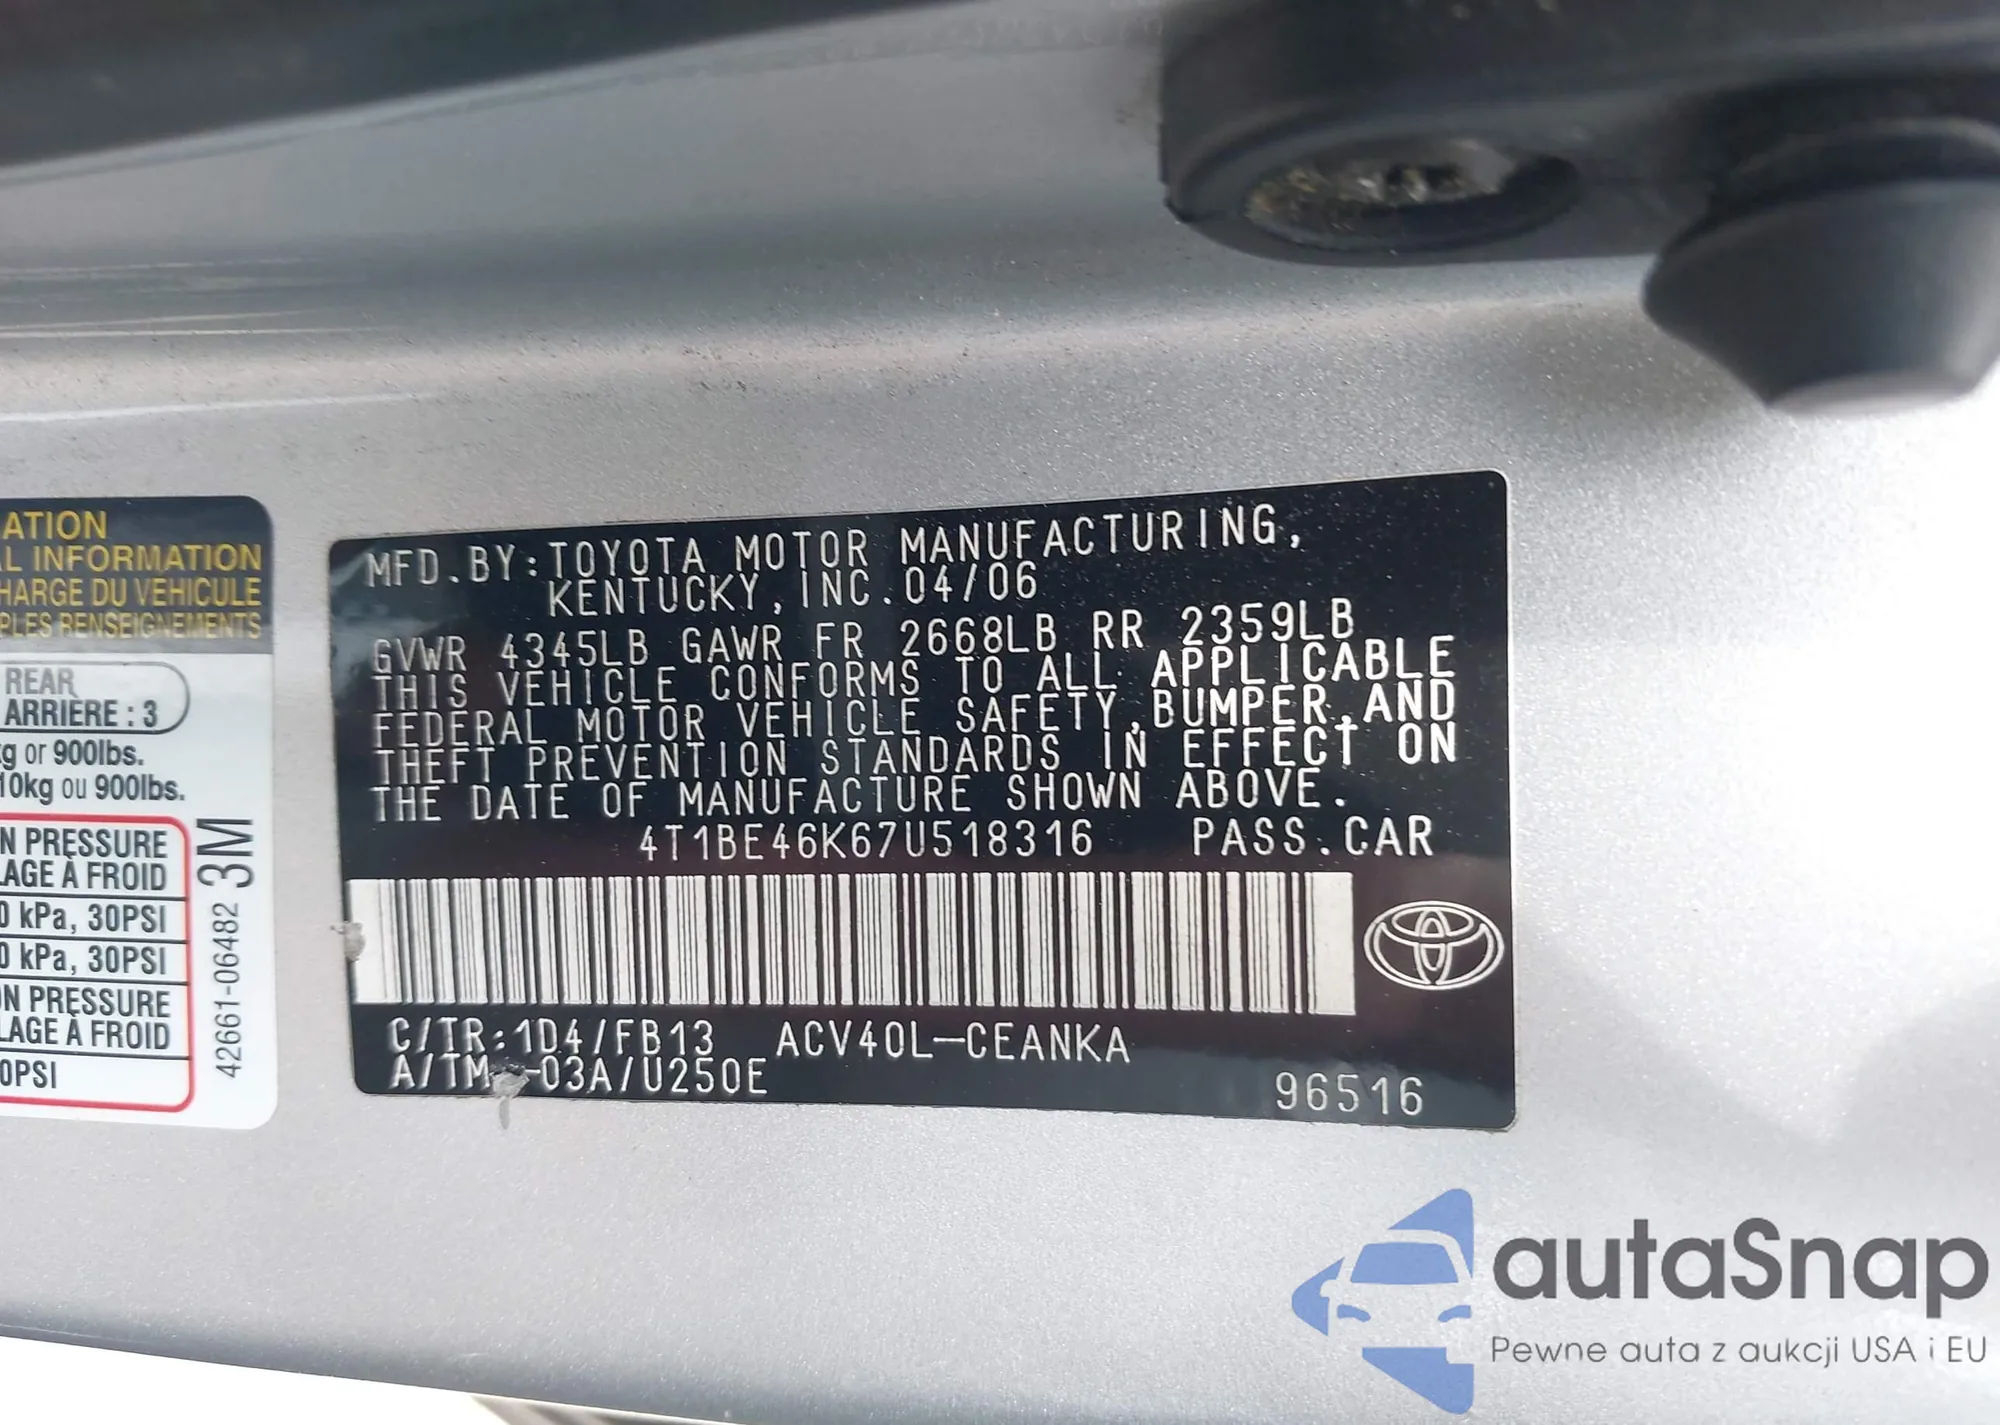 ATION
AL INFORMATION
HARGE DU VEHICULE
PLES RENSEIGNEMENTS
REAR
ARRIERE : 3
kg or 900lbs.
10kg ou 900lbs.
N PRESSURE
LAGE À FROID
0 kPa, 30PSI
0 kPa, 30PSI
ON PRESSURE
LAGE À FROID
0PSI
42661-06482 3M
MFD.BY:TOYOTA MOTOR MANUFACTURING,
KENTUCKY,INC.04/06
GVWR 4345LB GAWR FR 2668LB RR 2359LB
THIS VEHICLE CONFORMS TO ALL APPLICABLE
FEDERAL MOTOR VEHICLE SAFETY,BUMPER,AND
THEFT PREVENTION STANDARDS IN EFFECT ON
THE DATE OF MANUFACTURE SHOWN ABOVE.
4T1BE46K67U518316 PASS.CAR
C/TR:1D4/FB13 ACV40L-CEANKA
A/TM -03A/U250E
96516
autaSnap
Pewne auta z aukcji USA i EU